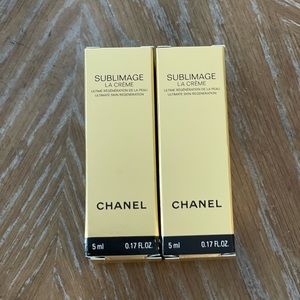 SUBLIMAGE
LA CRÈME
ULTIME RÉGÉNÉRATION DE LA PEAU
ULTIMATE SKIN REGENERATION
CHANEL
5 ml 0.17 FL.OZ.
SUBLIMAGE
LA CRÈME
ULTIME RÉGÉNÉRATION DE LA PEAU
ULTIMATE SKIN REGENERATION
CHANEL
5 ml 0.17 FL.OZ.